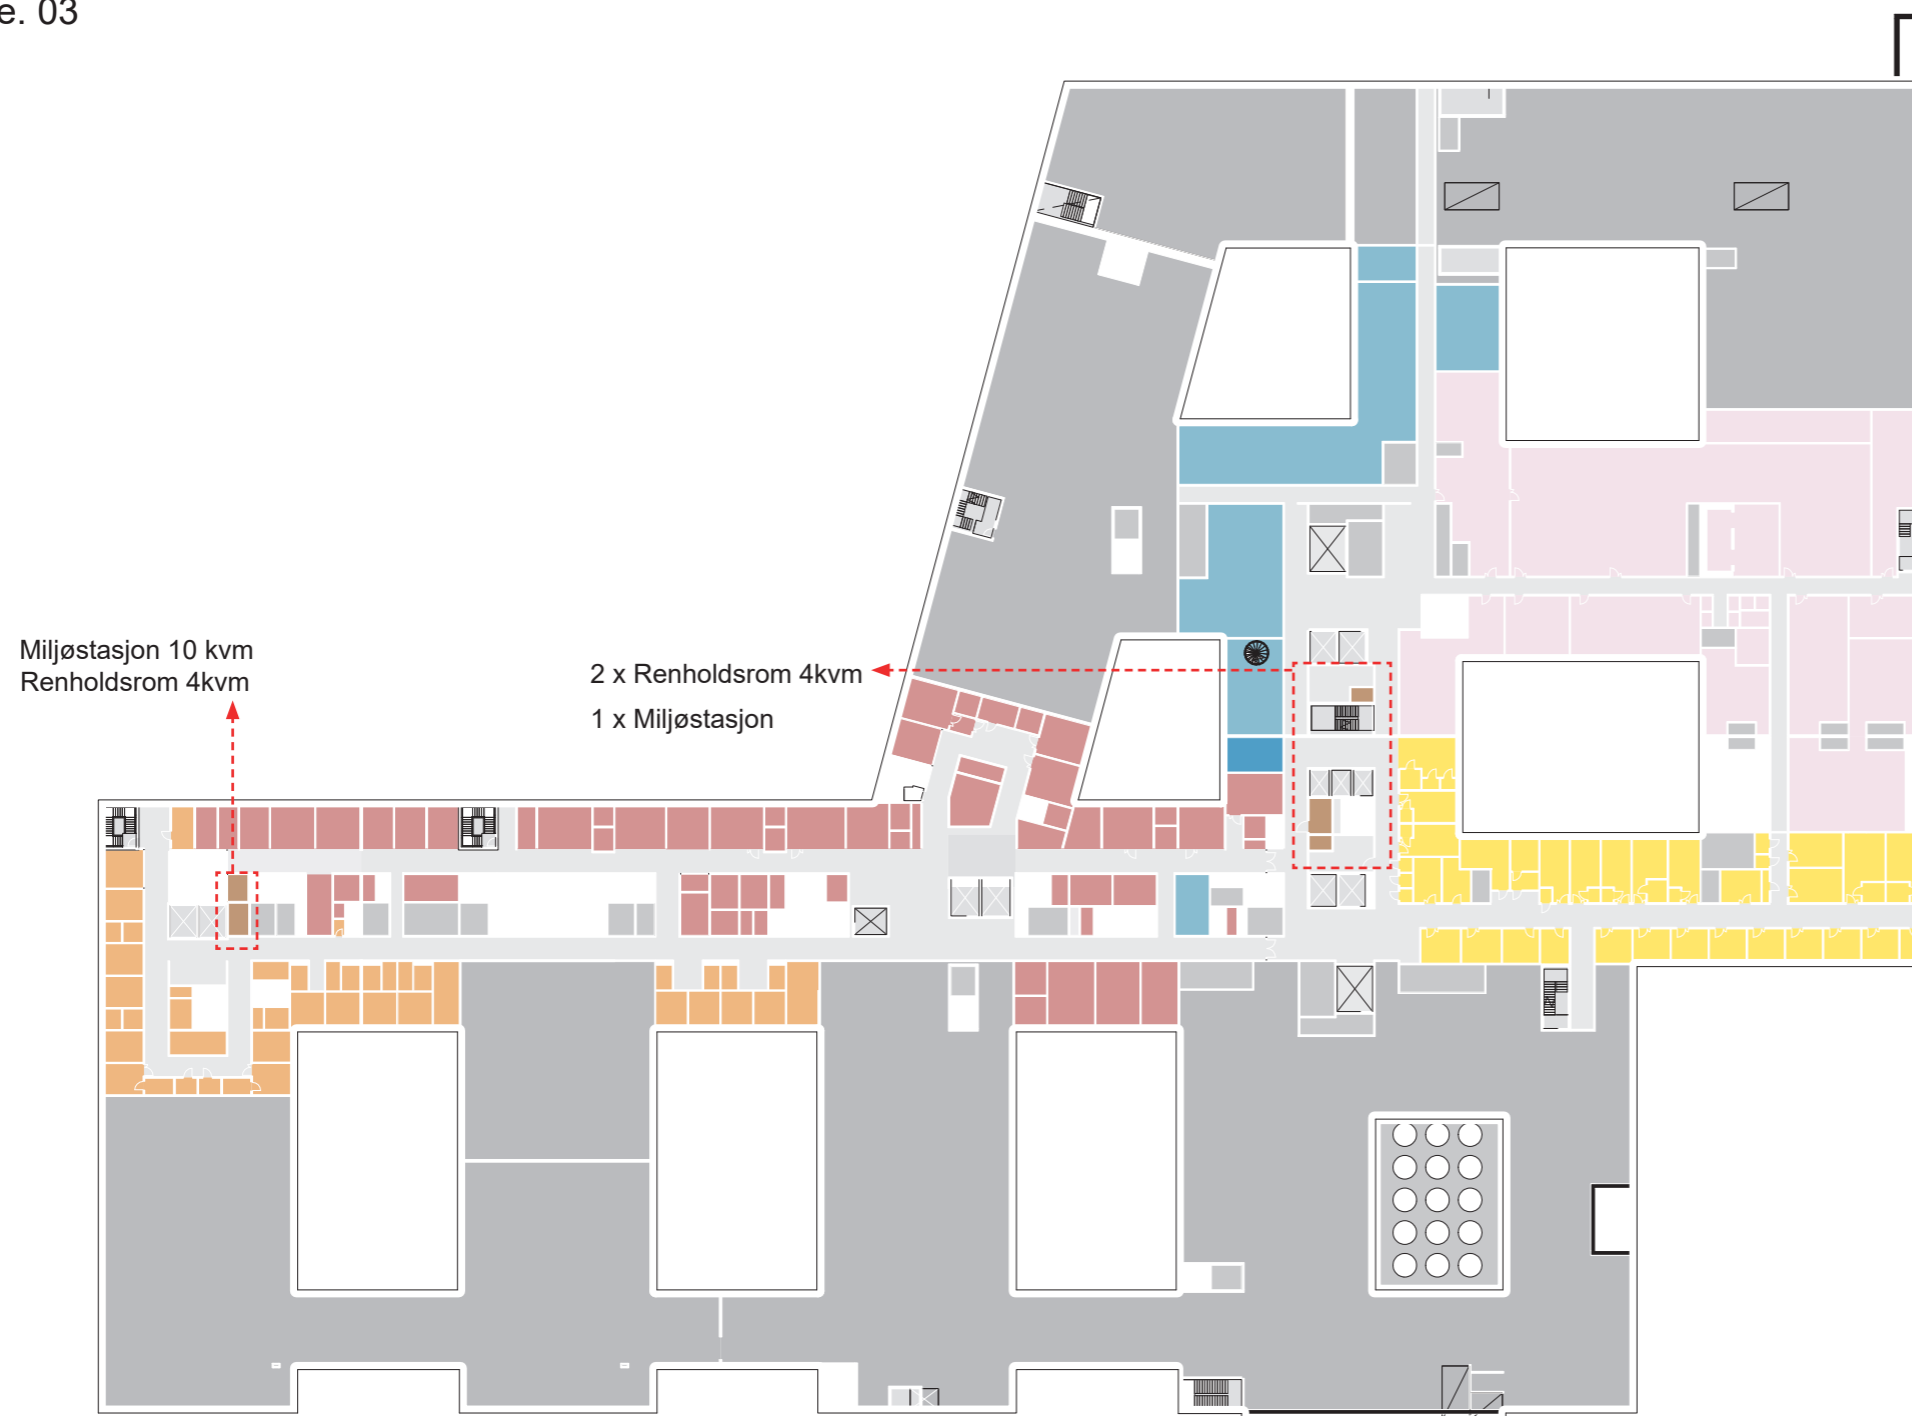 e. 03
Miljøstasjon 10 kvm
Renholdsrom 4kvm
2 x Renholdsrom 4kvm
1 x Miljøstasjon